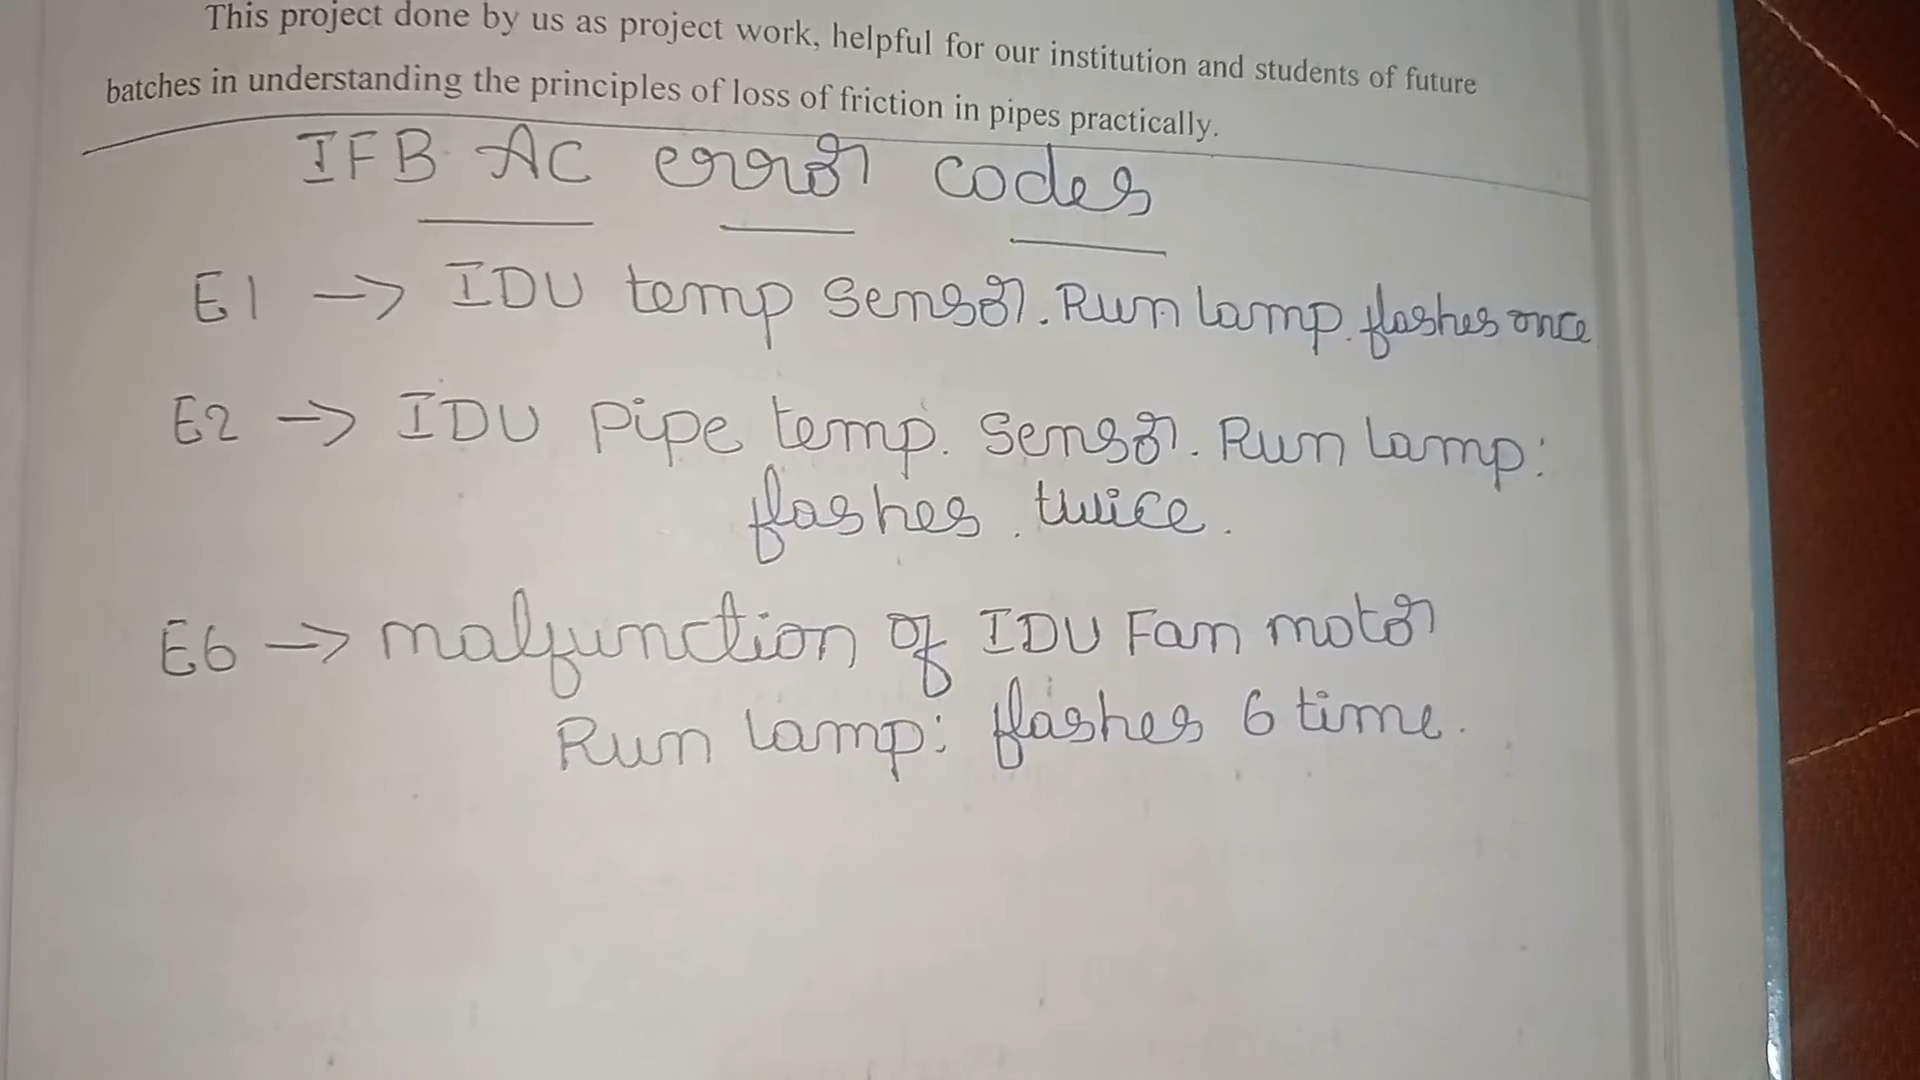 This project done by us as project work, helpful for our institution and students of future
batches in understanding the principles of loss of friction in pipes practically.
IFB AC error codes
E1 → IDU temp sensor. Run lamp. flashes once
E2 → IDU Pipe temp. sensor. Run lamp:
flashes. twice.
E6 → malfunction of IDU Fan motor
Run lamp: flashes 6 time.